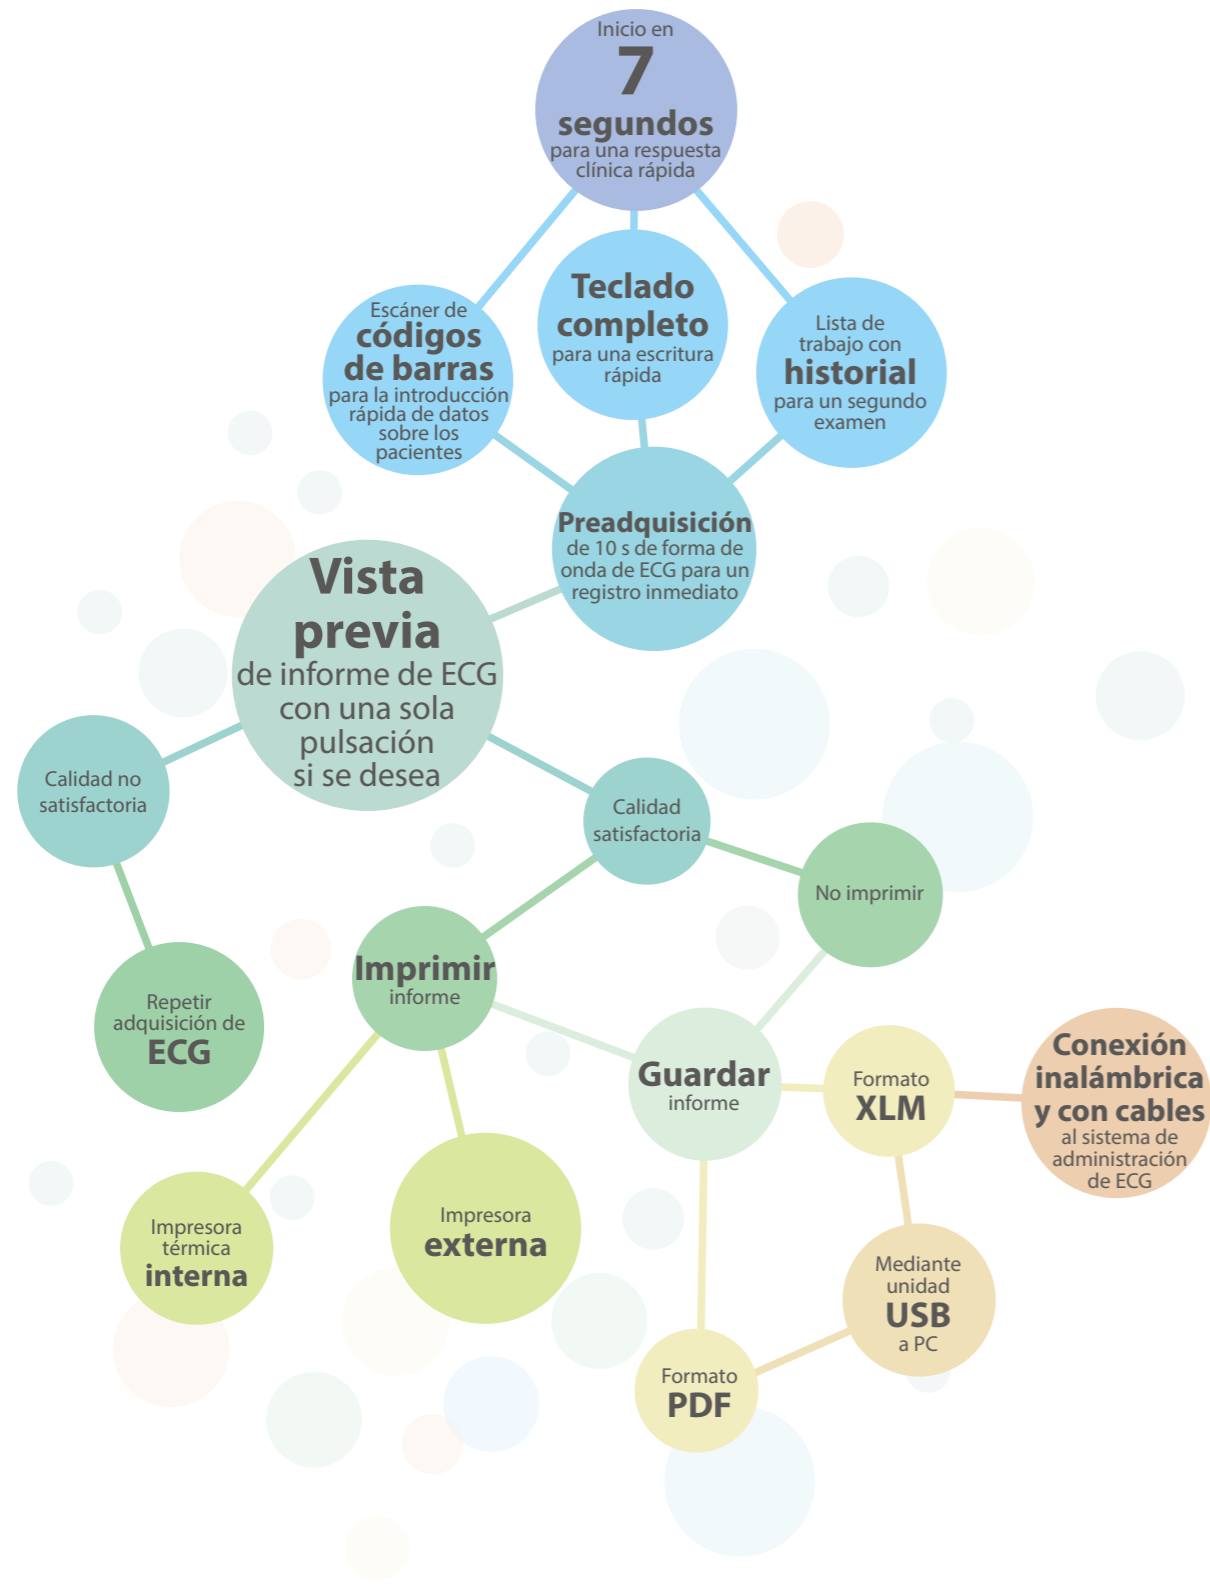 Inicio en
7
segundos
para una respuesta
clínica rápida
Escáner de
códigos
de barras
para la introducción
rápida de datos
sobre los
pacientes
Teclado
completo
para una escritura
rápida
Lista de
trabajo con
historial
para un segundo
examen
Preadquisición
de 10 s de forma de
onda de ECG para un
registro inmediato
Vista
previa
de informe de ECG
con una sola
pulsación
si se desea
Calidad no
satisfactoria
Calidad
satisfactoria
No imprimir
Repetir
adquisición de
ECG
Imprimir
informe
Guardar
informe
Formato
XLM
Conexión
inalámbrica
y con cables
al sistema de
administración
de ECG
Impresora
térmica
interna
Impresora
externa
Mediante
unidad
USB
a PC
Formato
PDF